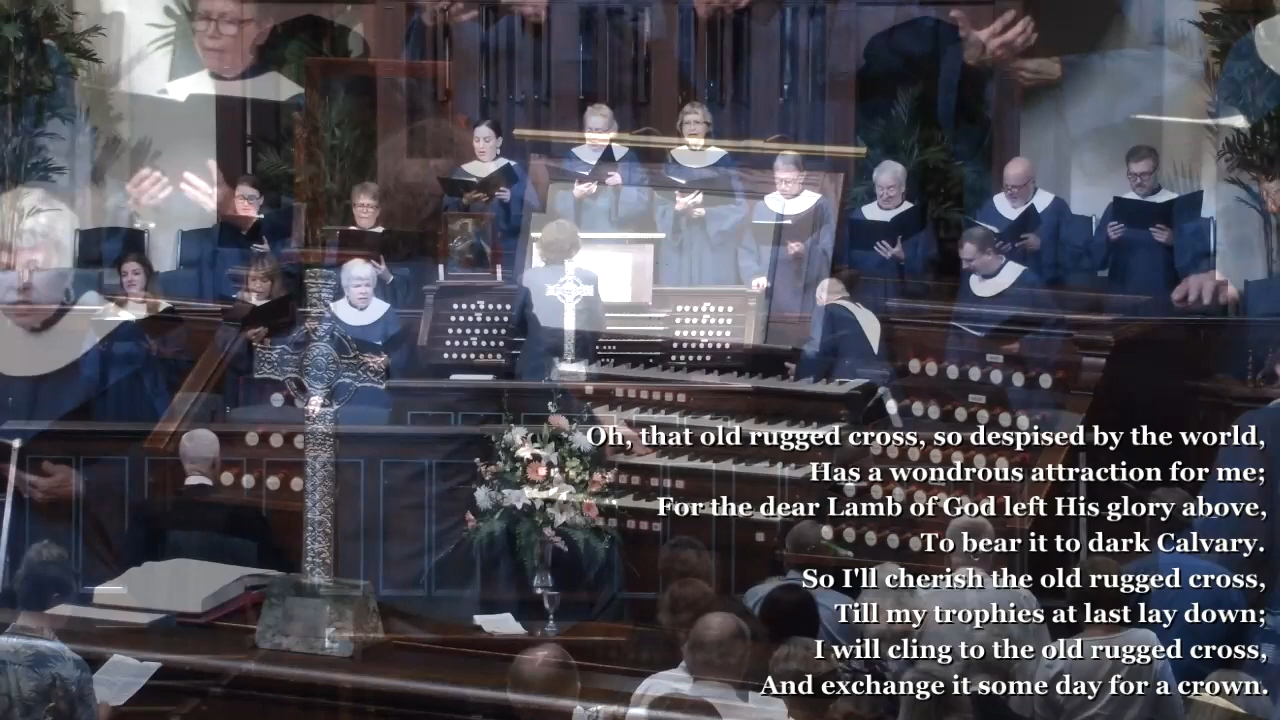 Oh, that old rugged cross, so despised by the world,
Has a wondrous attraction for me;
For the dear Lamb of God left His glory above,
To bear it to dark Calvary.
So I'll cherish the old rugged cross,
Till my trophies at last lay down;
I will cling to the old rugged cross,
And exchange it some day for a crown.